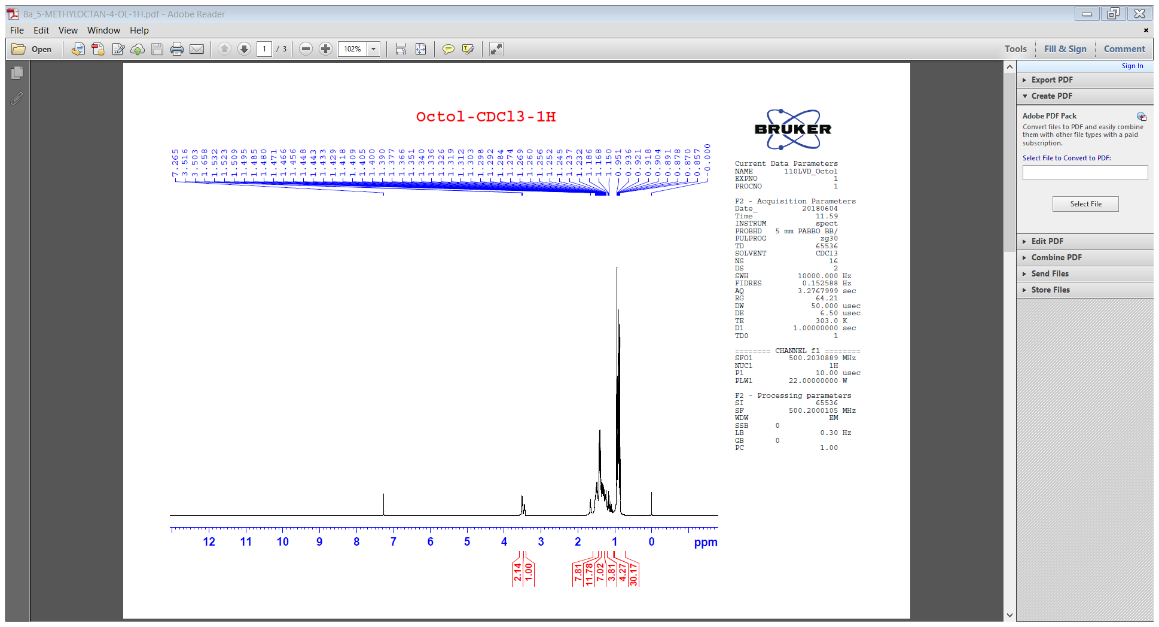 8a_5-METHYLOCTAN-4-OL-1H.pdf - Adobe Reader
File Edit View Window Help
Open 1 / 3 102% Tools Fill & Sign Comment
Sign In
Export PDF
Create PDF
Adobe PDF Pack
Convert files to PDF and easily combine
them with other file types with a paid
subscription.
Select File to Convert to PDF:
Select File
Edit PDF
Combine PDF
Send Files
Store Files
Octol-CDCl3-1H
7.265
3.516
3.503
1.658
1.532
1.523
1.509
1.495
1.485
1.480
1.471
1.466
1.456
1.448
1.443
1.433
1.429
1.418
1.409
1.405
1.400
1.392
1.377
1.366
1.351
1.343
1.336
1.326
1.319
1.312
1.303
1.298
1.292
1.284
1.274
1.269
1.260
1.256
1.252
1.245
1.237
1.232
1.186
1.168
1.150
0.951
0.936
0.921
0.918
0.904
0.891
0.878
0.870
0.857
-0.000
BRUKER
Current Data Parameters
NAME 110LVD_Octol
EXPNO 1
PROCNO 1
F2 - Acquisition Parameters
Date_ 20180604
Time 11.59
INSTRUM spect
PROBHD 5 mm PABBO BB/
PULPROG zg30
TD 65536
SOLVENT CDCl3
NS 16
DS 2
SWH 10000.000 Hz
FIDRES 0.152588 Hz
AQ 3.2767999 sec
RG 64.21
DW 50.000 usec
DE 6.50 usec
TE 303.0 K
D1 1.00000000 sec
TD0 1
======== CHANNEL f1 ========
SFO1 500.2030889 MHz
NUC1 1H
P1 10.00 usec
PLW1 22.00000000 W
F2 - Processing parameters
SI 65536
SF 500.2000105 MHz
WDW EM
SSB 0
LB 0.30 Hz
GB 0
PC 1.00
12 11 10 9 8 7 6 5 4 3 2 1 0 ppm
2.14
1.00
7.81
11.78
7.02
3.81
4.27
30.17